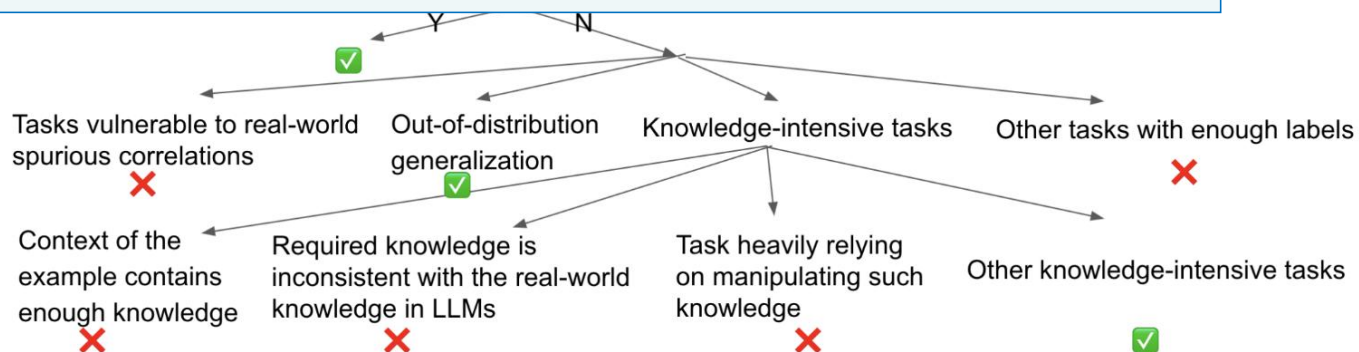 Y
N
Tasks vulnerable to real-world
spurious correlations
Out-of-distribution
generalization
Knowledge-intensive tasks
Other tasks with enough labels
Context of the
example contains
enough knowledge
Required knowledge is
inconsistent with the real-world
knowledge in LLMs
Task heavily relying
on manipulating such
knowledge
Other knowledge-intensive tasks